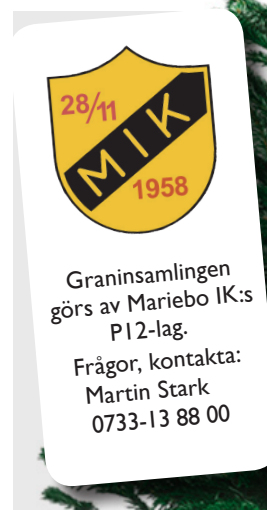 28/11
MIK
1958
Graninsamlingen
görs av Mariebo IK:s
P12-lag.
Frågor, kontakta:
Martin Stark
0733-13 88 00